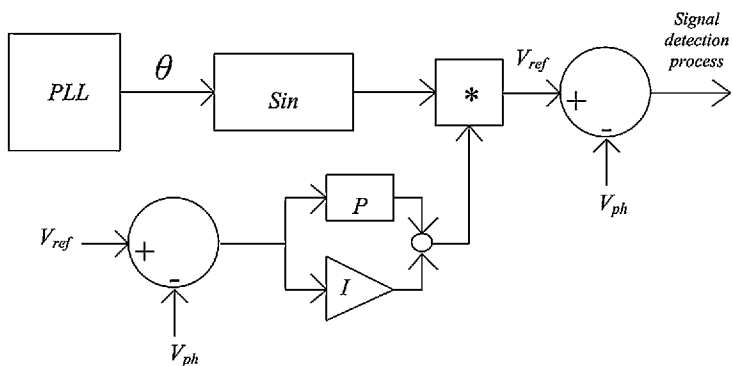 Signal
detection
process
PLL
θ
Sin
*
V_ref
+
-
V_ph
V_ref
+
-
V_ph
P
I